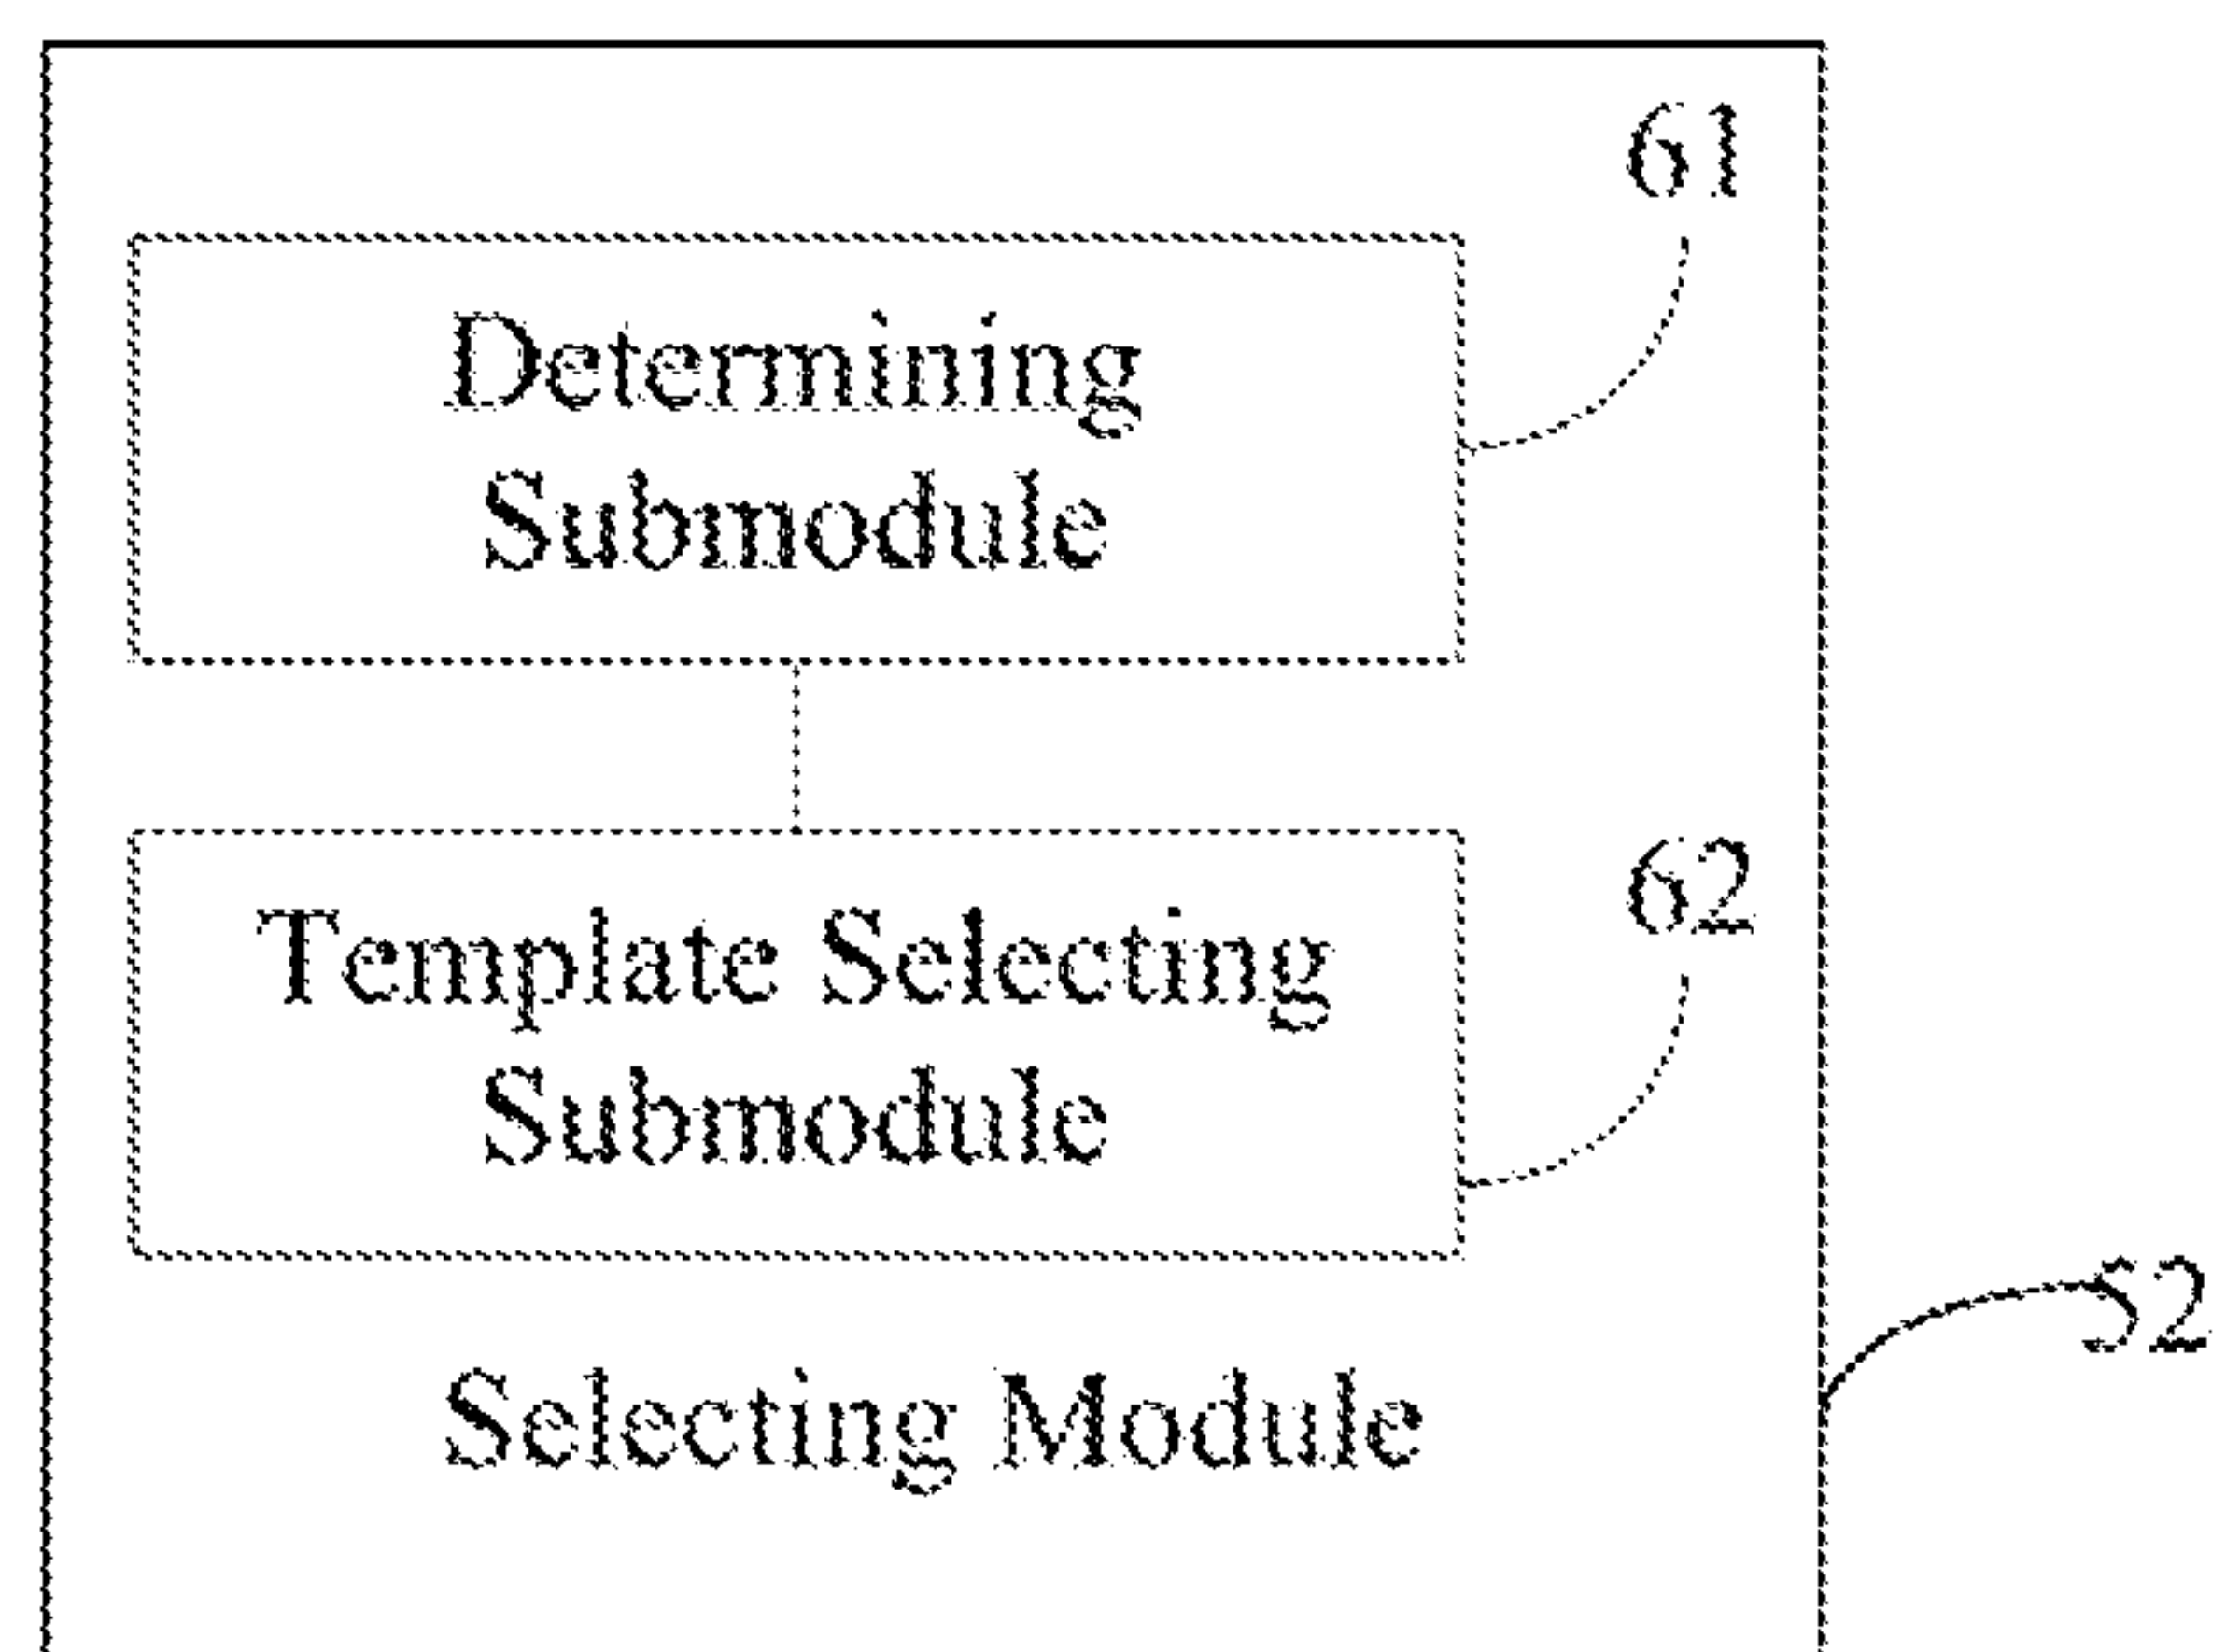 61
Determining
Submodule
62
Template Selecting
Submodule
52
Selecting Module